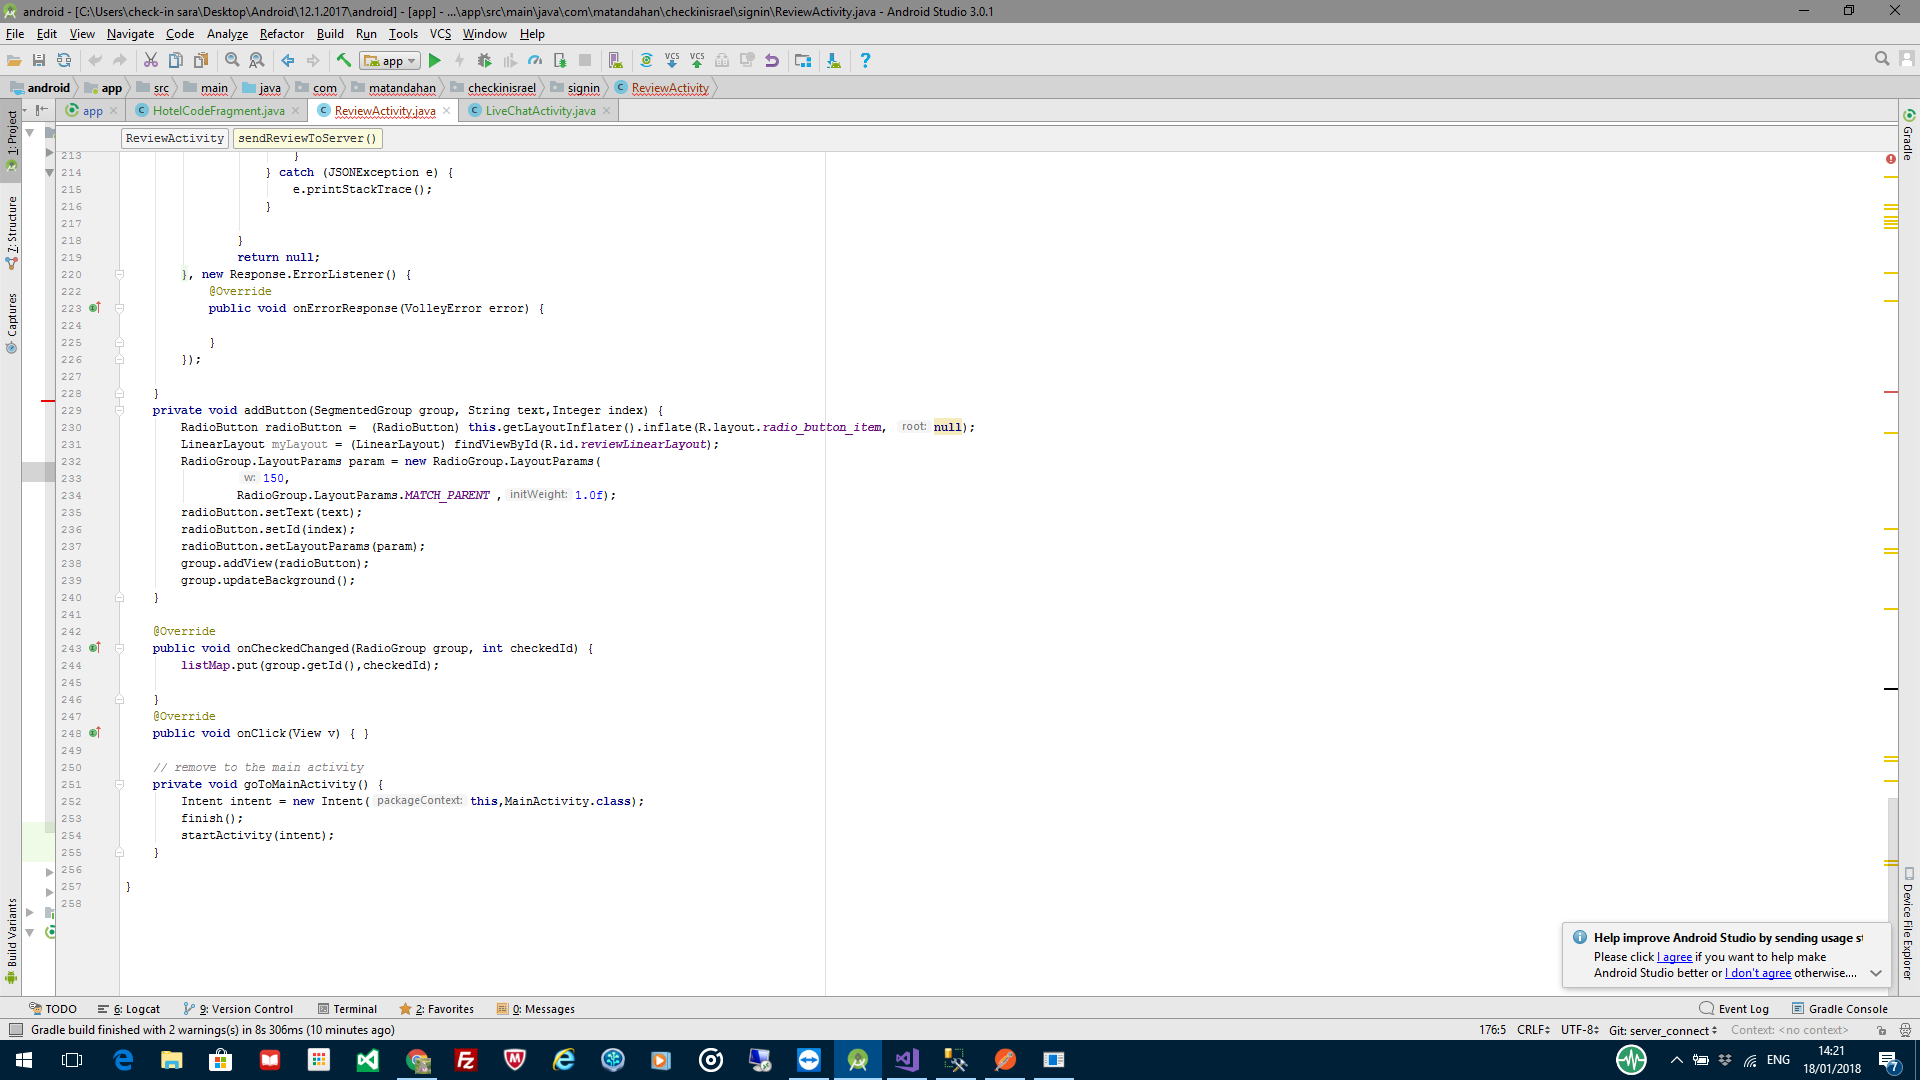 android - [C:\Users\check-in sara\Desktop\Android\12.1.2017\android] - [app] - ...\app\src\main\java\com\matandahan\checkinisrael\signin\ReviewActivity.java - Android Studio 3.0.1
File Edit View Navigate Code Analyze Refactor Build Run Tools VCS Window Help
app
android app src main java com matandahan checkinisrael signin ReviewActivity
app HotelCodeFragment.java ReviewActivity.java LiveChatActivity.java
ReviewActivity sendReviewToServer()
1: Project
7: Structure
Captures
Build Variants
Gradle
Device File Explorer
213 }
214 } catch (JSONException e) {
215 e.printStackTrace();
216 }
217
218 }
219 return null;
220 }, new Response.ErrorListener() {
222 @Override
223 public void onErrorResponse(VolleyError error) {
224
225 }
226 });
227
228 }
229 private void addButton(SegmentedGroup group, String text,Integer index) {
230 RadioButton radioButton = (RadioButton) this.getLayoutInflater().inflate(R.layout.radio_button_item, root: null);
231 LinearLayout myLayout = (LinearLayout) findViewById(R.id.reviewLinearLayout);
232 RadioGroup.LayoutParams param = new RadioGroup.LayoutParams(
233 w: 150,
234 RadioGroup.LayoutParams.MATCH_PARENT , initWeight: 1.0f);
235 radioButton.setText(text);
236 radioButton.setId(index);
237 radioButton.setLayoutParams(param);
238 group.addView(radioButton);
239 group.updateBackground();
240 }
241
242 @Override
243 public void onCheckedChanged(RadioGroup group, int checkedId) {
244 listMap.put(group.getId(),checkedId);
245
246 }
247 @Override
248 public void onClick(View v) { }
249
250 // remove to the main activity
251 private void goToMainActivity() {
252 Intent intent = new Intent( packageContext: this,MainActivity.class);
253 finish();
254 startActivity(intent);
255 }
256
257 }
258
Help improve Android Studio by sending usage st
Please click I agree if you want to help make
Android Studio better or I don't agree otherwise....
TODO 6: Logcat 9: Version Control Terminal 2: Favorites 0: Messages Event Log Gradle Console
Gradle build finished with 2 warnings(s) in 8s 306ms (10 minutes ago) 176:5 CRLF UTF-8 Git: server_connect Context: <no context>
ENG 14:21
18/01/2018
7